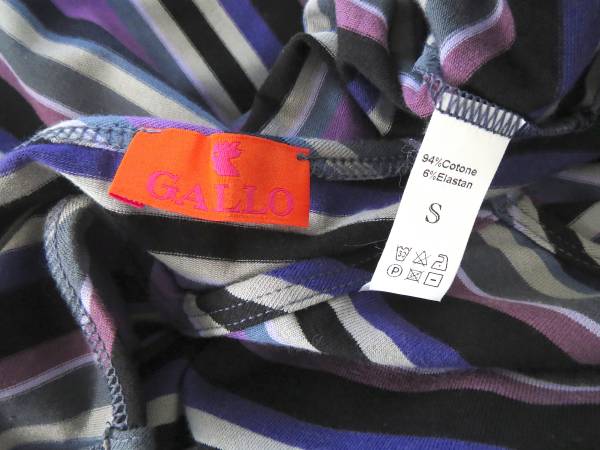 GALLO
94%Cotone
6%Elastan
S